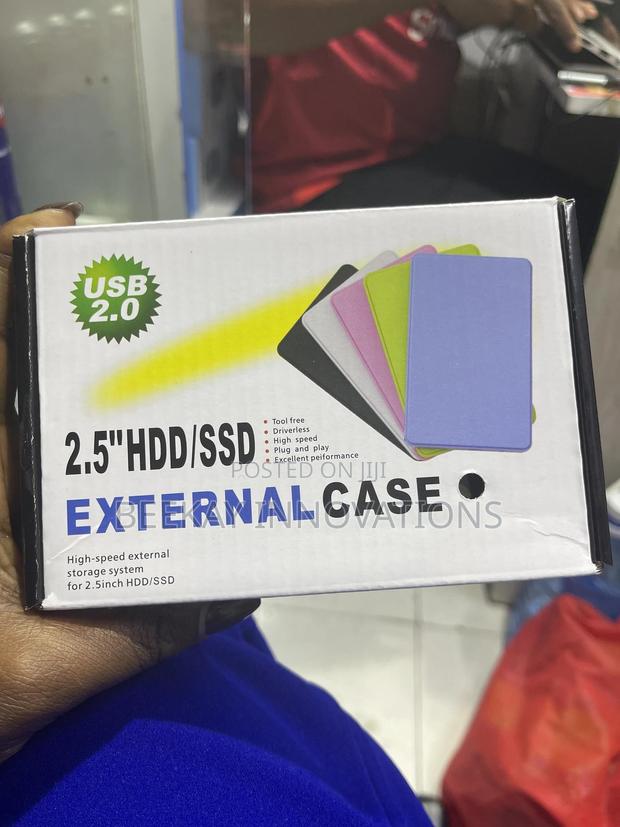 USB
2.0
2.5"HDD/SSD
Tool free
Driverless
High speed
Plug and play
Excellent peiformance
POSTED ON JIJI
EXTERNAL CASE
BEEKAY INNOVATIONS
High-speed external
storage system
for 2.5inch HDD/SSD